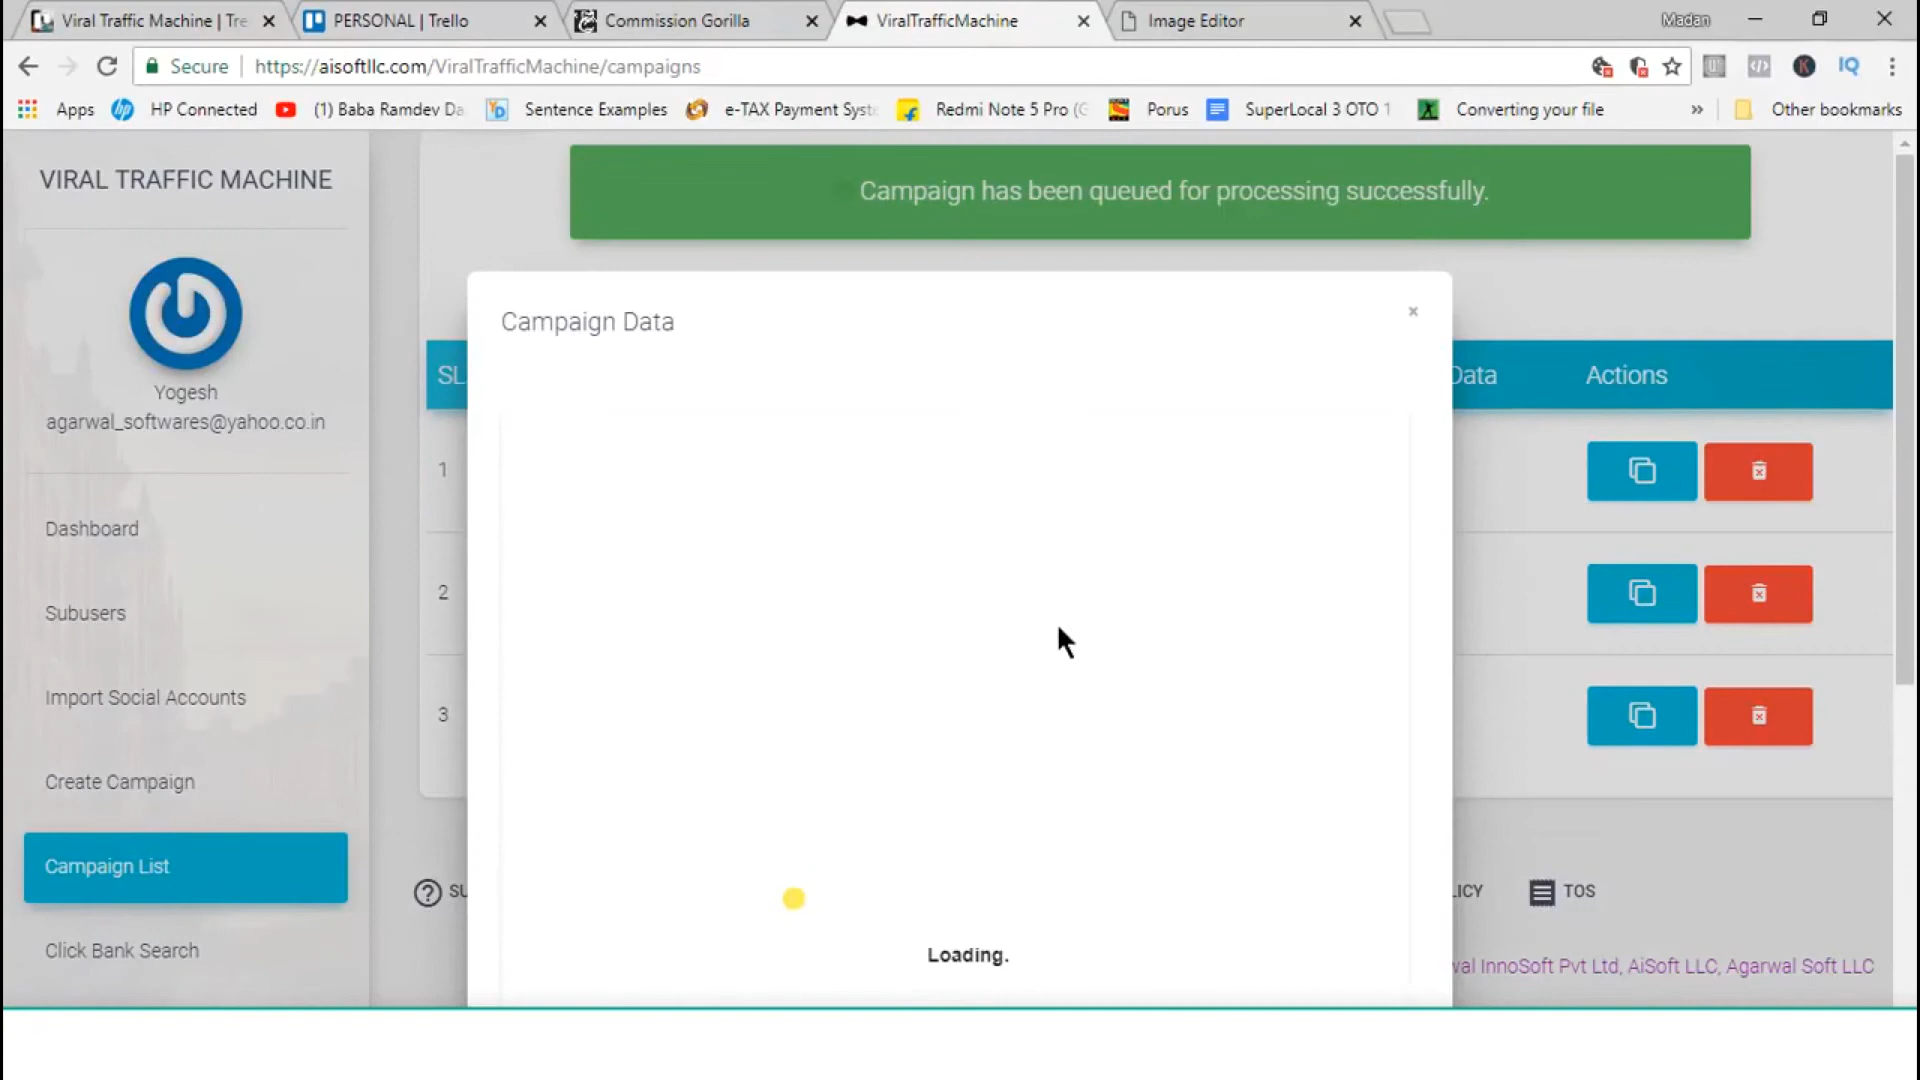 Viral Traffic Machine | Tre
PERSONAL | Trello
Commission Gorilla
ViralTrafficMachine
Image Editor
Madan
Secure
https://aisoftllc.com/ViralTrafficMachine/campaigns
IQ
Apps
HP Connected
(1) Baba Ramdev Da
Sentence Examples
e-TAX Payment Syst
Redmi Note 5 Pro (G
Porus
SuperLocal 3 OTO 1
Converting your file
»
Other bookmarks
VIRAL TRAFFIC MACHINE
Yogesh
agarwal_softwares@yahoo.co.in
Dashboard
Subusers
Import Social Accounts
Create Campaign
Campaign List
Click Bank Search
Campaign has been queued for processing successfully.
Campaign Data
×
SL.
Data
Actions
1
2
3
Loading.
SU
LICY
TOS
wal InnoSoft Pvt Ltd, AiSoft LLC, Agarwal Soft LLC